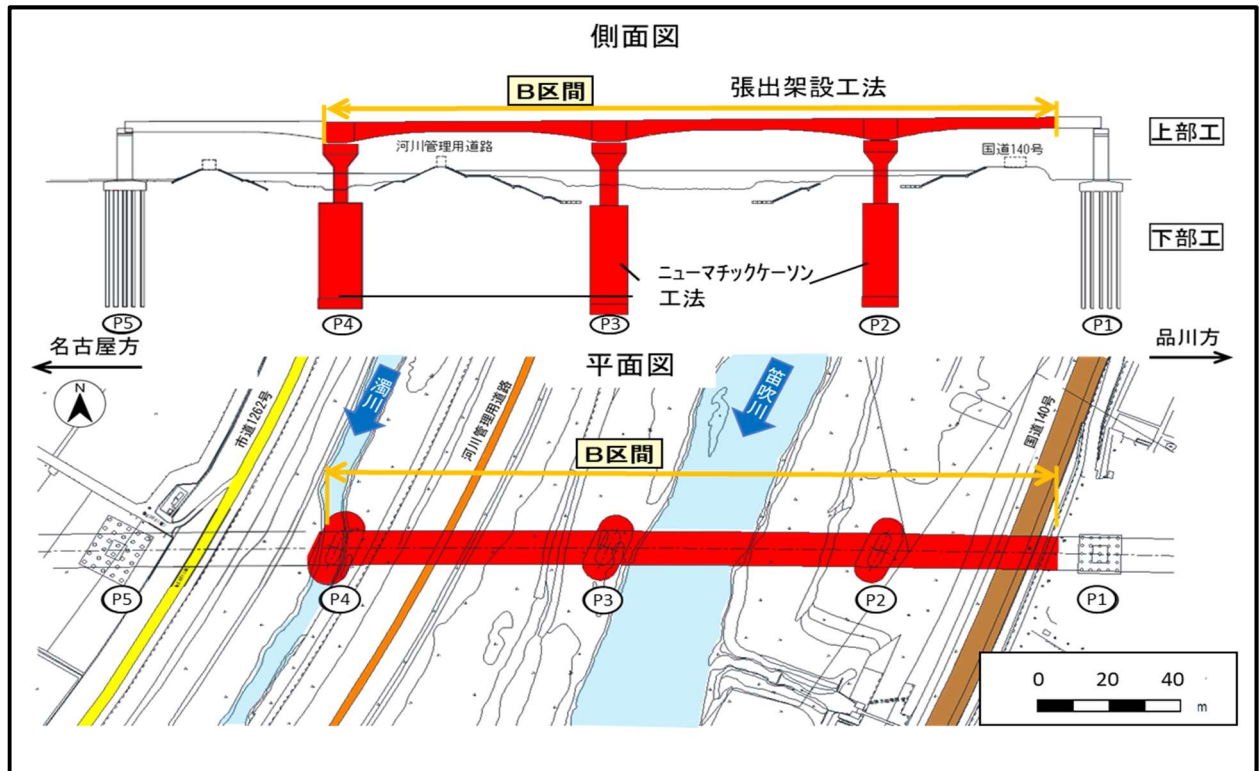 側面図
B区間
張出架設工法
上部工
河川管理用道路
国道140号
下部工
ニューマチックケーソン
工法
P5
P4
P3
P2
P1
名古屋方
品川方
平面図
N
濁川
笛吹川
市道1262号
河川管理用道路
国道140号
B区間
P5
P4
P3
P2
P1
0 20 40
m